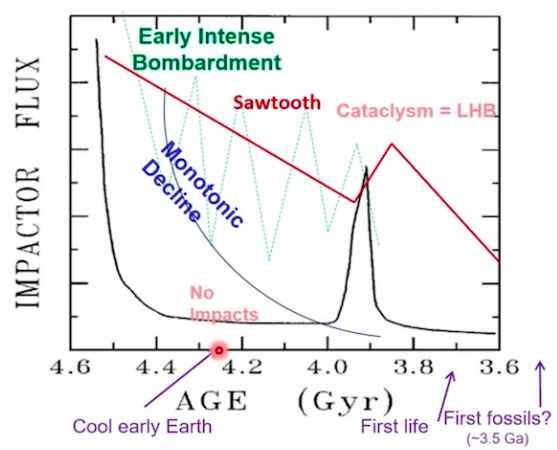 Early Intense
Bombardment
Sawtooth
Cataclysm = LHB
Monotonic
Decline
No
Impacts
IMPACTOR FLUX
4.6 4.4 4.2 4.0 3.8 3.6
AGE (Gyr)
Cool early Earth
First life
First fossils?
(~3.5 Ga)